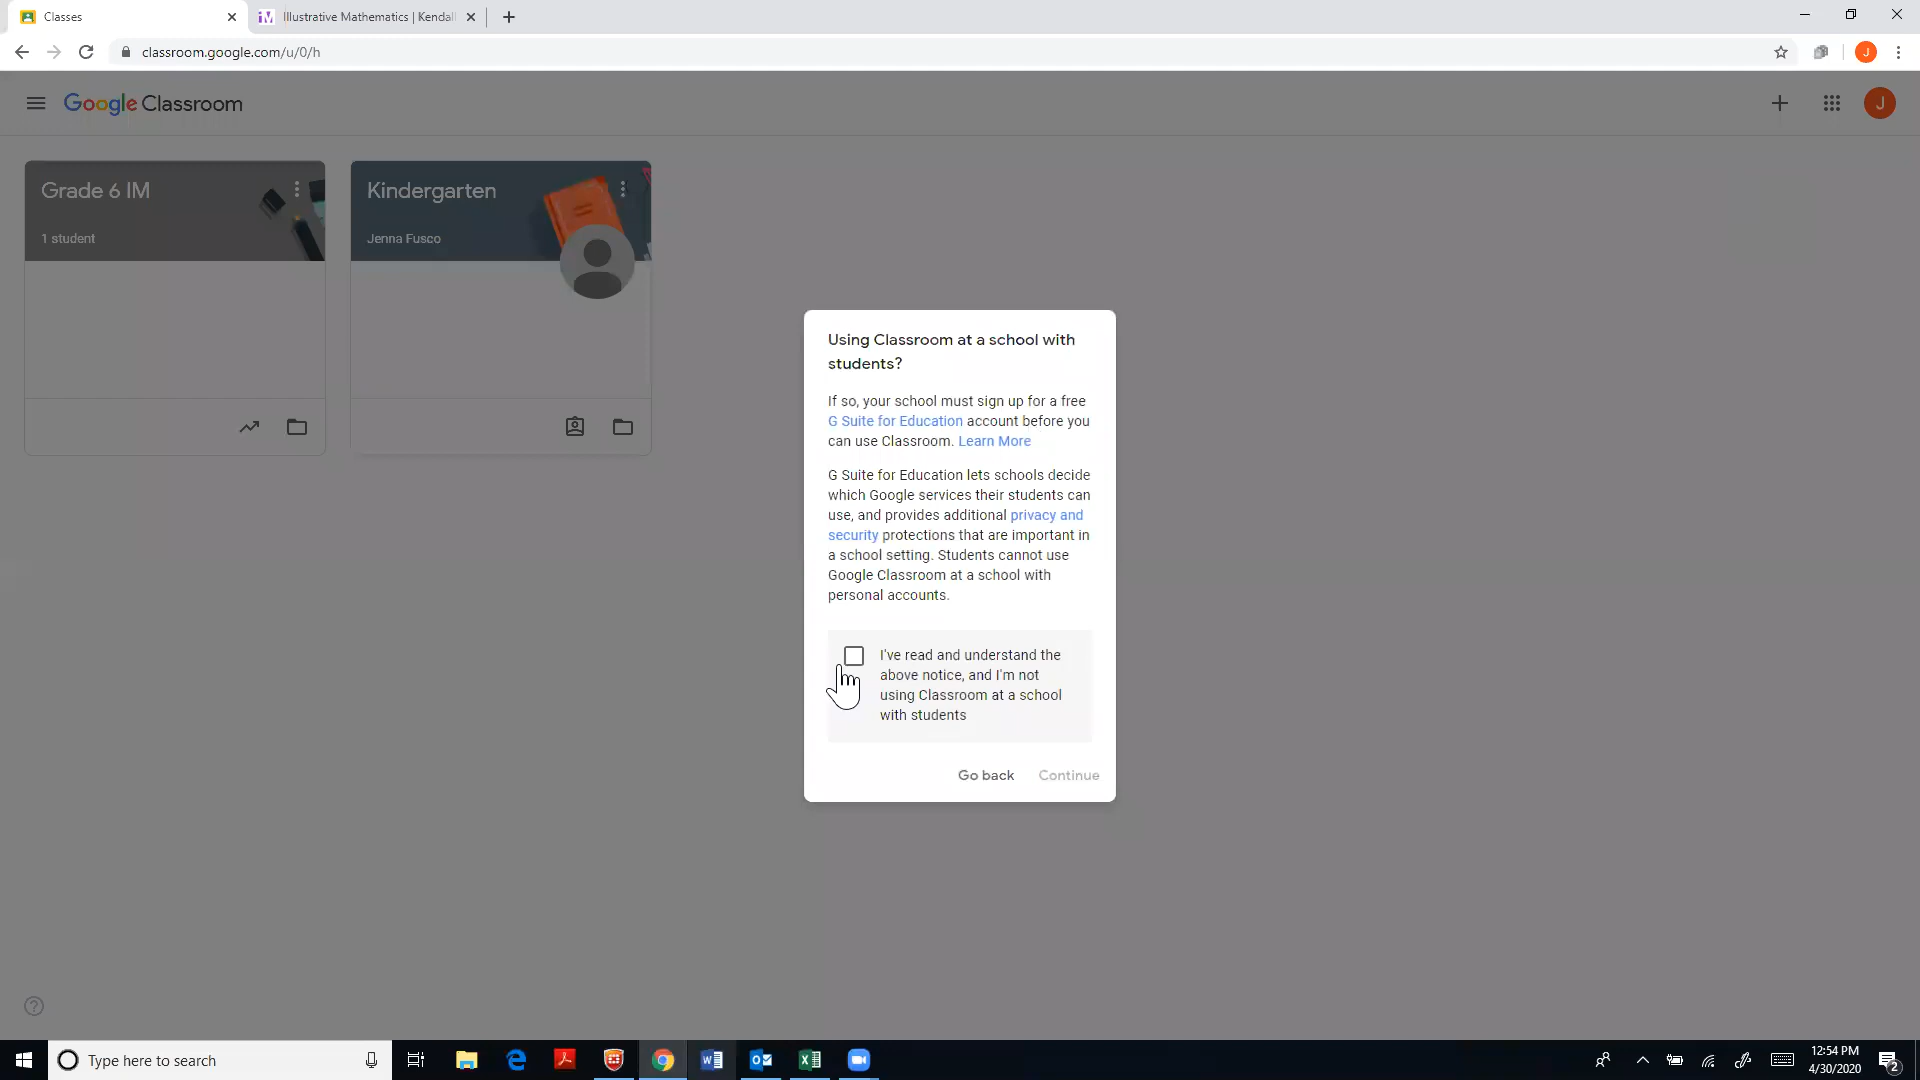 Classes
Illustrative Mathematics | Kendall
classroom.google.com/u/0/h
J
Google Classroom
J
Grade 6 IM
1 student
Kindergarten
Jenna Fusco
Using Classroom at a school with
students?
If so, your school must sign up for a free
G Suite for Education account before you
can use Classroom. Learn More
G Suite for Education lets schools decide
which Google services their students can
use, and provides additional privacy and
security protections that are important in
a school setting. Students cannot use
Google Classroom at a school with
personal accounts.
I've read and understand the
above notice, and I'm not
using Classroom at a school
with students
Go back
Continue
Type here to search
12:54 PM
4/30/2020
2